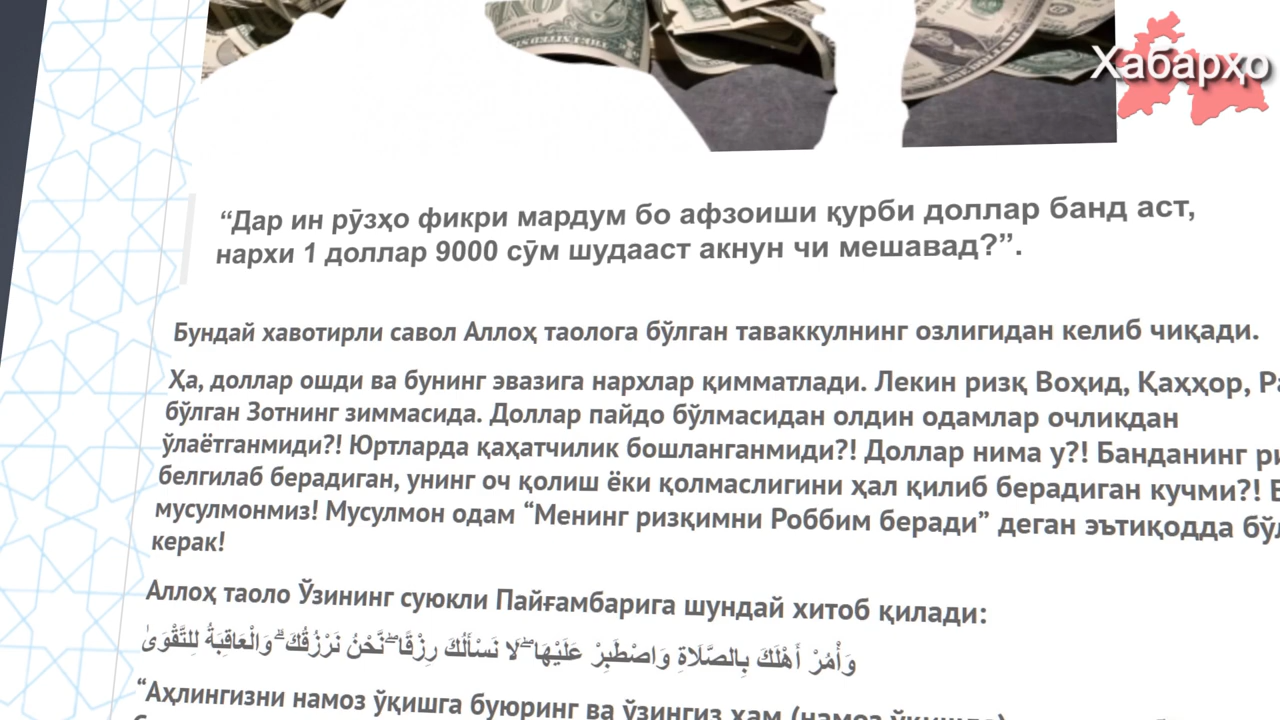 Хабарҳо
“Дар ин рӯзҳо фикри мардум бо афзоиши қурби доллар банд аст,
нархи 1 доллар 9000 сӯм шудааст акнун чи мешавад?”.
Бундай хавотирли савол Аллоҳ таолога бўлган таваккулнинг озлигидан келиб чиқади.
Ҳа, доллар ошди ва бунинг эвазига нархлар қимматлади. Лекин ризқ Воҳид, Қаҳҳор,
бўлган Зотнинг зиммасида. Доллар пайдо бўлмасидан олдин одамлар очликдан
ўлаётганмиди?! Юртларда қаҳатчилик бошланганмиди?! Доллар нима у?! Банданинг
белгилаб берадиган, унинг оч қолиш ёки қолмаслигини ҳал қилиб берадиган кучми?!
мусулмонмиз! Мусулмон одам “Менинг ризқимни Роббим беради” деган эътиқодда
керак!
Аллоҳ таоло Ўзининг суюкли Пайғамбарига шундай хитоб қилади:
وَأْمُرْ أَهْلَكَ بِالصَّلَاةِ وَاصْطَبِرْ عَلَيْهَا ۖ لَا نَسْأَلُكَ رِزْقًا ۖ نَّحْنُ نَرْزُقُكَ ۗ وَالْعَاقِبَةُ لِلتَّقْوَىٰ
“Аҳлингизни намоз ўқишга буюринг ва ўзингиз ҳам (намоз ўқишда)